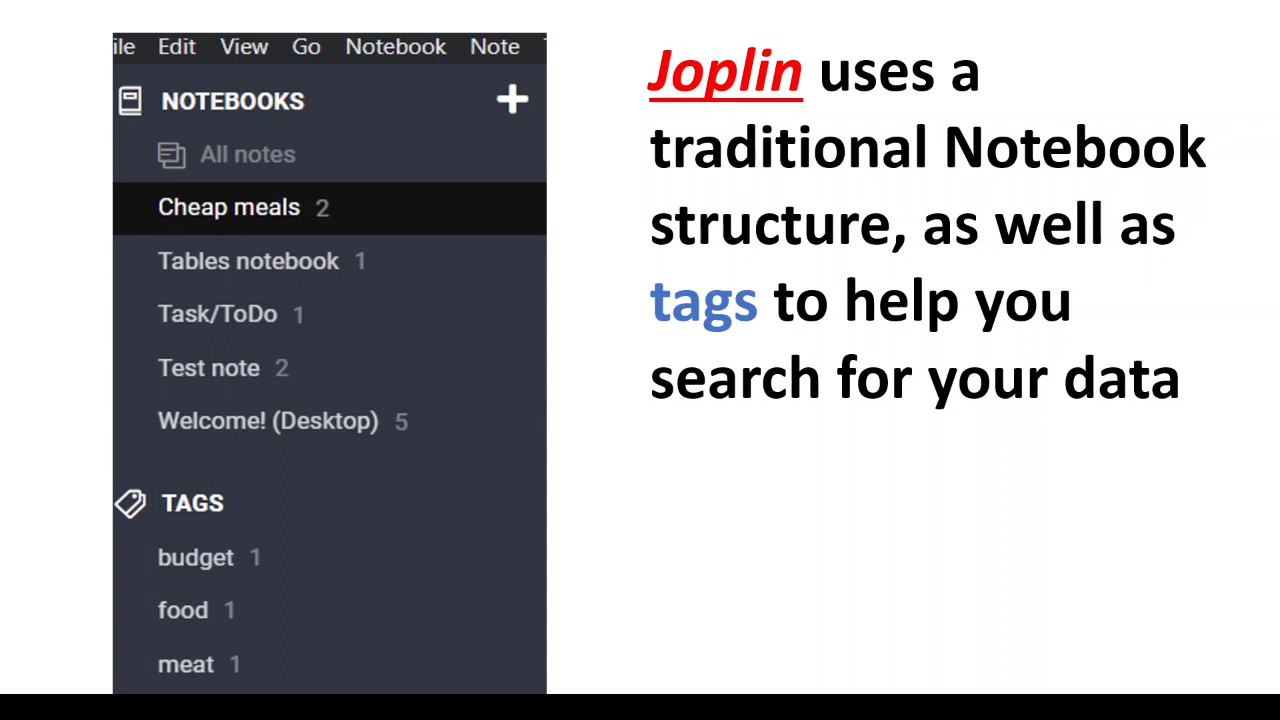 ile Edit View Go Notebook Note
NOTEBOOKS
All notes
Cheap meals 2
Tables notebook 1
Task/ToDo 1
Test note 2
Welcome! (Desktop) 5
TAGS
budget 1
food 1
meat 1
Joplin uses a
traditional Notebook
structure, as well as
tags to help you
search for your data